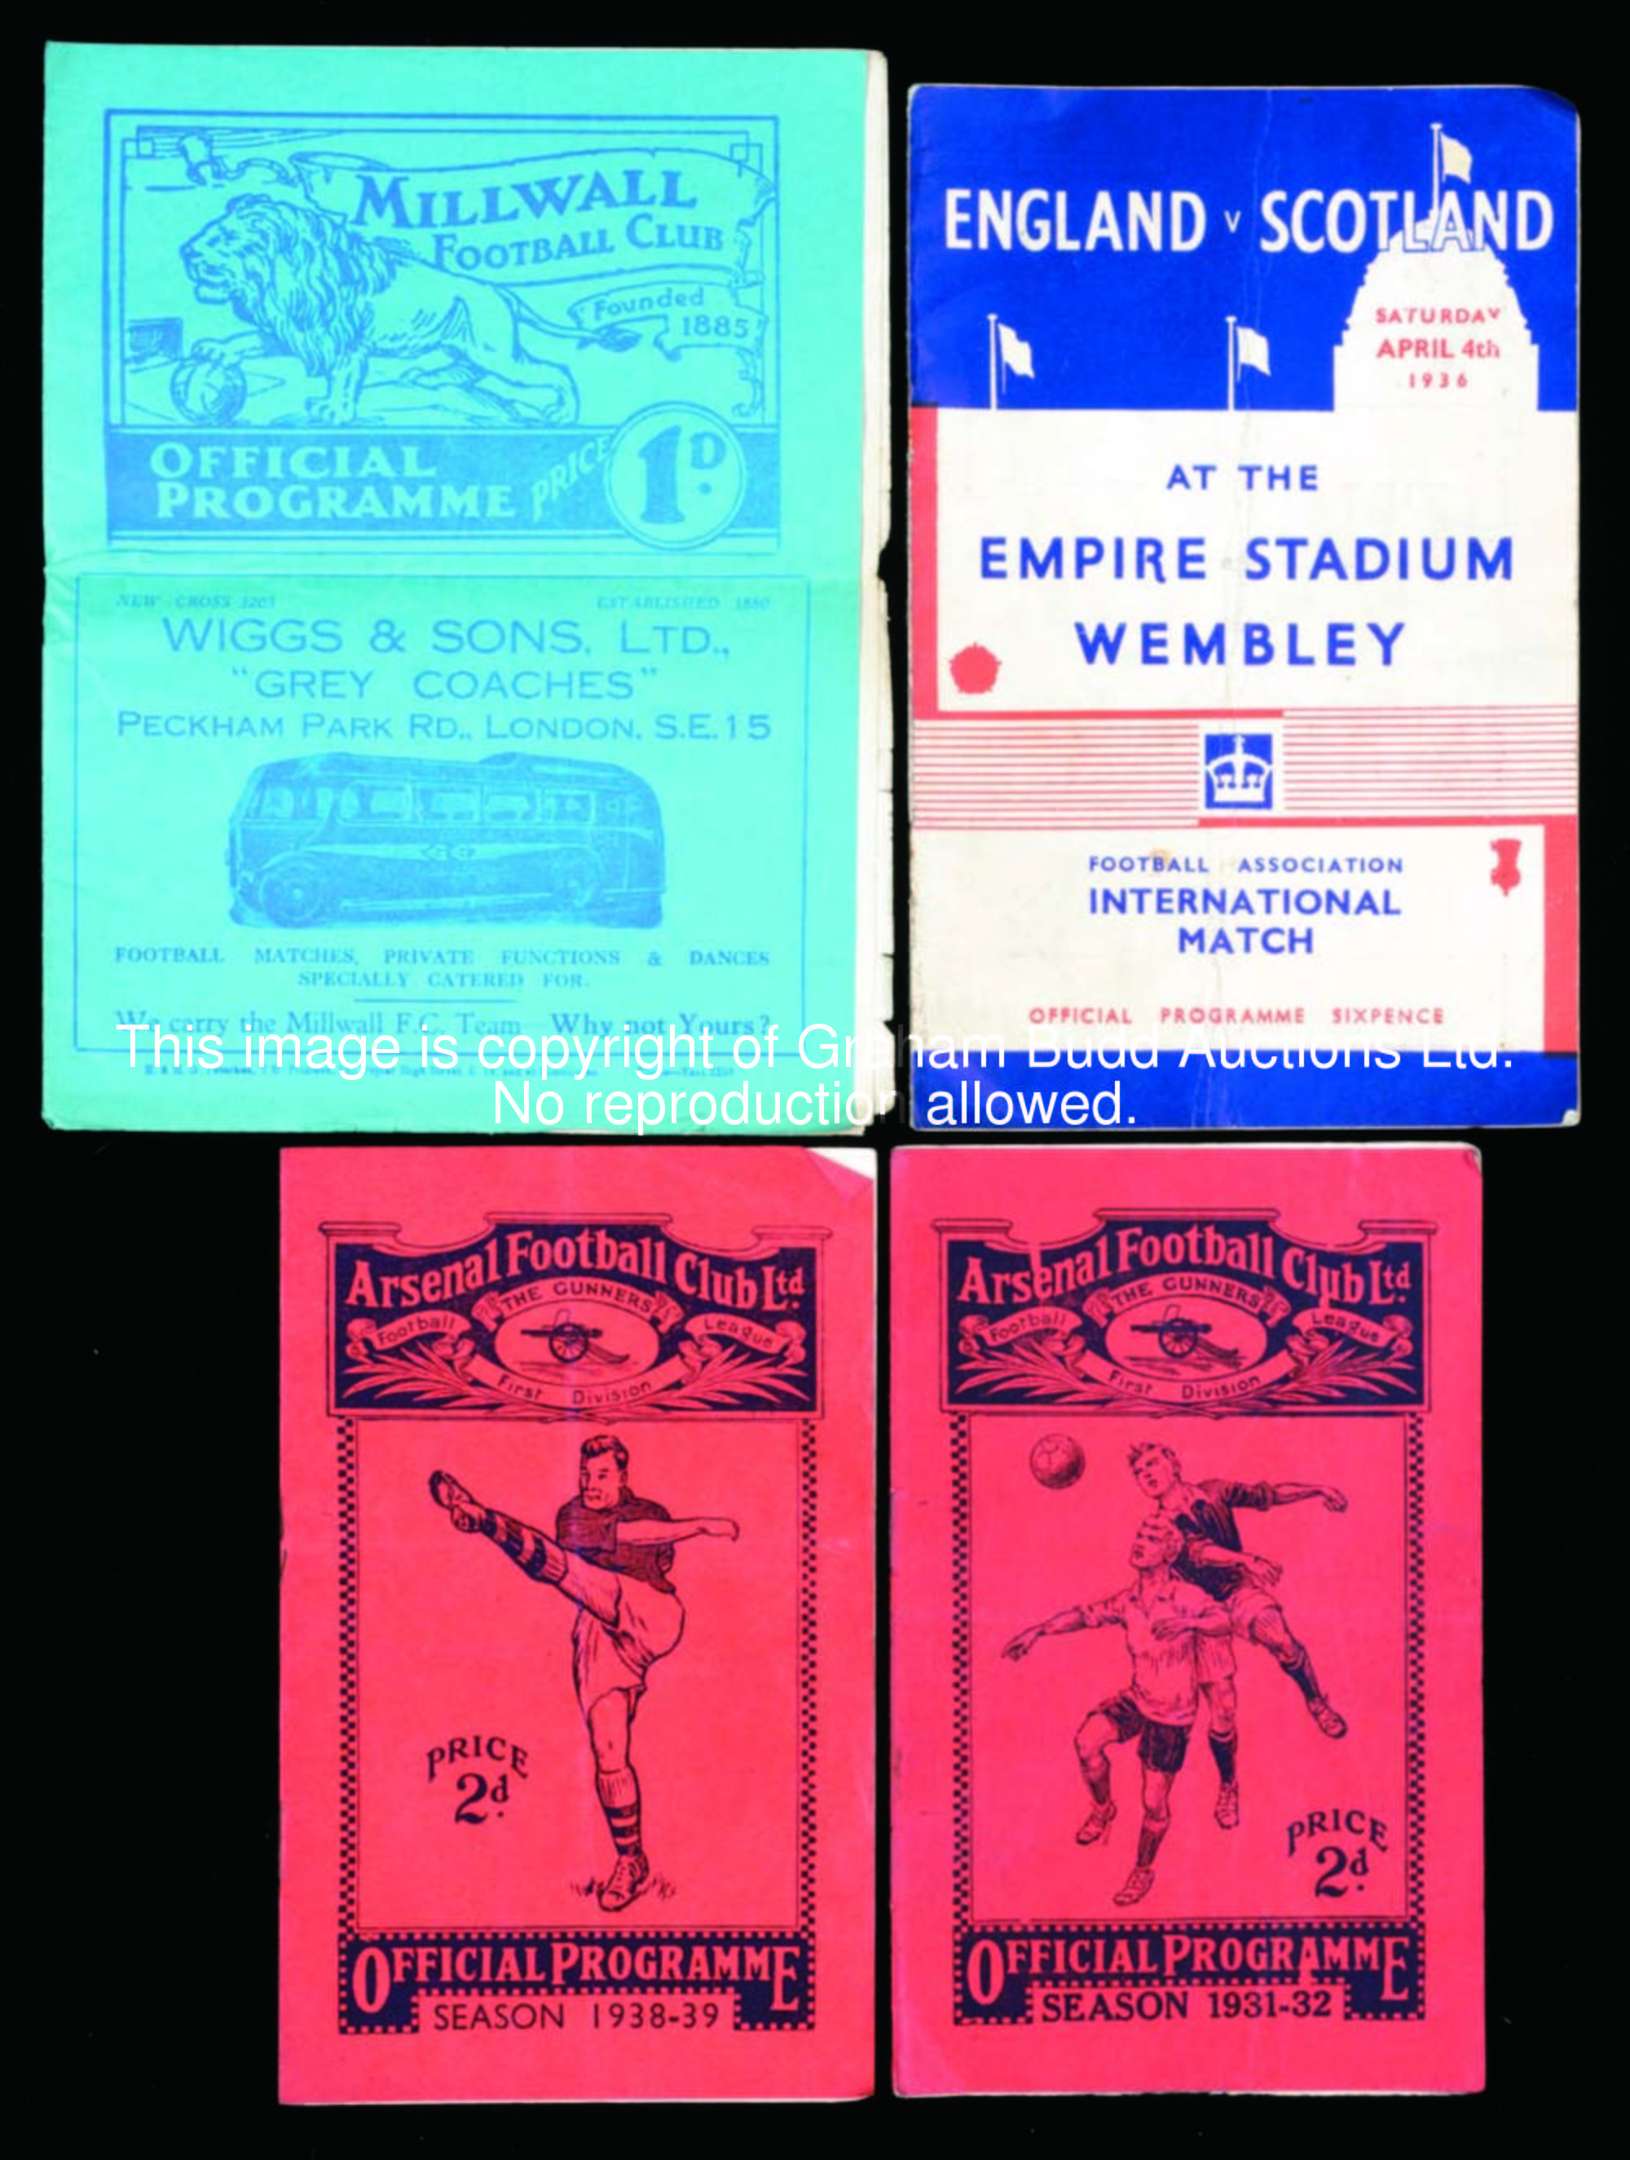 MILLWALL
FOOTBALL CLUB
Founded
1885
OFFICIAL
PROGRAMME PRICE 1D.
NEW CROSS 3203
ESTABLISHED 1880
WIGGS & SONS, LTD.,
"GREY COACHES"
PECKHAM PARK RD., LONDON, S.E.15
FOOTBALL MATCHES, PRIVATE FUNCTIONS & DANCES
SPECIALLY CATERED FOR.
We carry the Millwall F.C. Team Why not Yours?
ENGLAND v SCOTLAND
SATURDAY
APRIL 4th
1936
AT THE
EMPIRE STADIUM
WEMBLEY
FOOTBALL ASSOCIATION
INTERNATIONAL
MATCH
OFFICIAL PROGRAMME SIXPENCE
This image is copyright of Graham Budd Auctions Ltd.
No reproduction allowed.
Arsenal Football Club Ltd.
THE GUNNERS
Football League
First Division
PRICE
2d.
OFFICIAL PROGRAMME
SEASON 1938-39
Arsenal Football Club Ltd.
THE GUNNERS
Football League
First Division
PRICE
2d.
OFFICIAL PROGRAMME
SEASON 1931-32